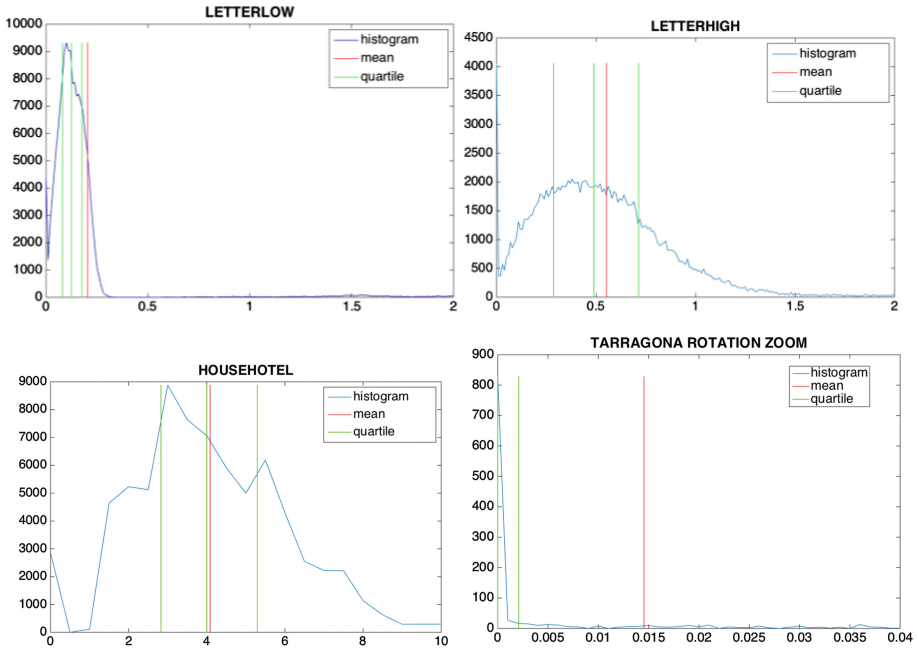 LETTERLOW
10000
9000
8000
7000
6000
5000
4000
3000
2000
1000
0
0 0.5 1 1.5 2
histogram
mean
quartile
LETTERHIGH
4500
4000
3500
3000
2500
2000
1500
1000
500
0
0 0.5 1 1.5 2
histogram
mean
quartile
HOUSEHOTEL
9000
8000
7000
6000
5000
4000
3000
2000
1000
0
0 2 4 6 8 10
histogram
mean
quartile
TARRAGONA ROTATION ZOOM
900
800
700
600
500
400
300
200
100
0
0 0.005 0.01 0.015 0.02 0.025 0.03 0.035 0.04
histogram
mean
quartile